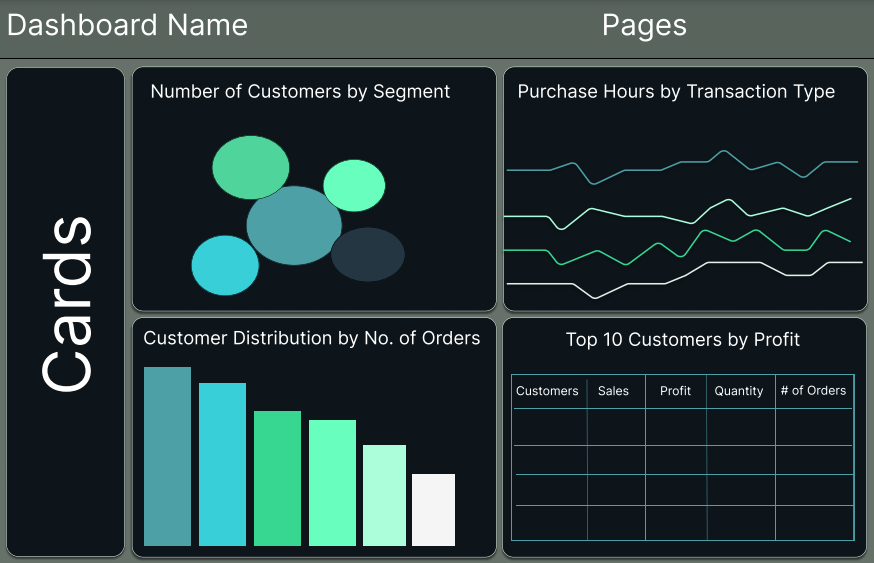 Dashboard Name
Pages
Cards
Number of Customers by Segment
Purchase Hours by Transaction Type
Customer Distribution by No. of Orders
Top 10 Customers by Profit
Customers Sales Profit Quantity # of Orders